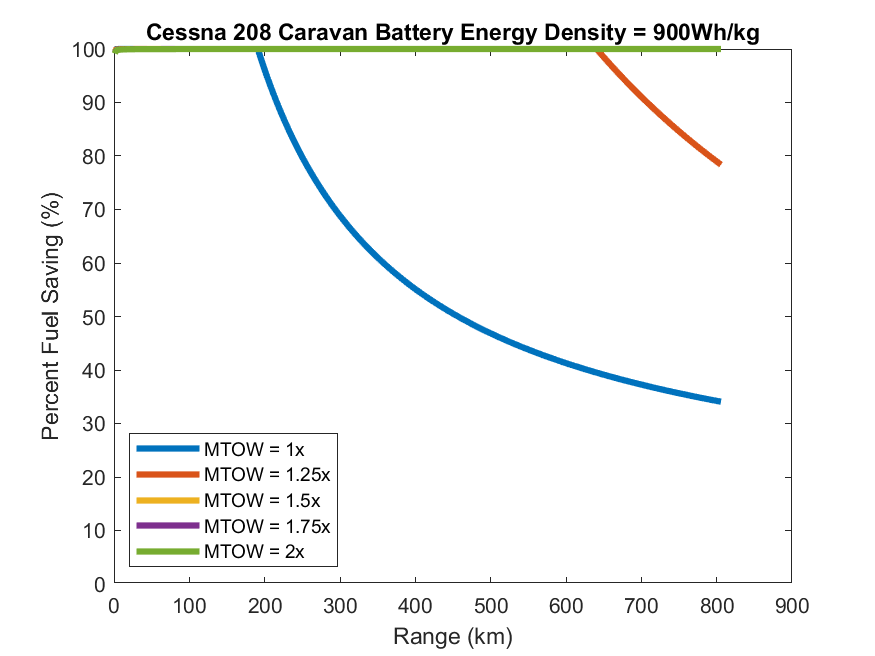 Cessna 208 Caravan Battery Energy Density = 900Wh/kg
100
90
80
70
60
50
40
30
20
10
0
Percent Fuel Saving (%)
MTOW = 1x
MTOW = 1.25x
MTOW = 1.5x
MTOW = 1.75x
MTOW = 2x
0 100 200 300 400 500 600 700 800 900
Range (km)